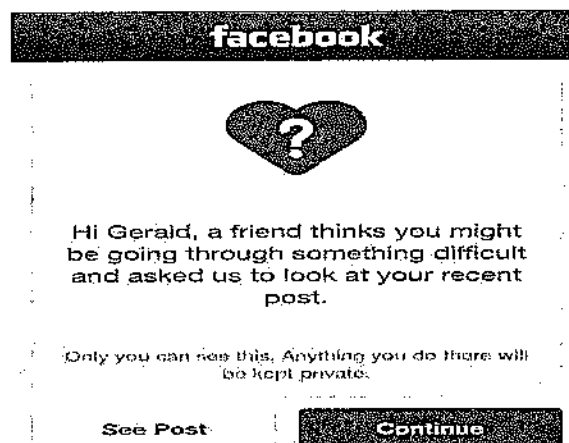 facebook
?
Hi Gerald, a friend thinks you might
be going through something difficult
and asked us to look at your recent
post.
Only you can see this. Anything you do there will
be kept private.
See Post
Continue